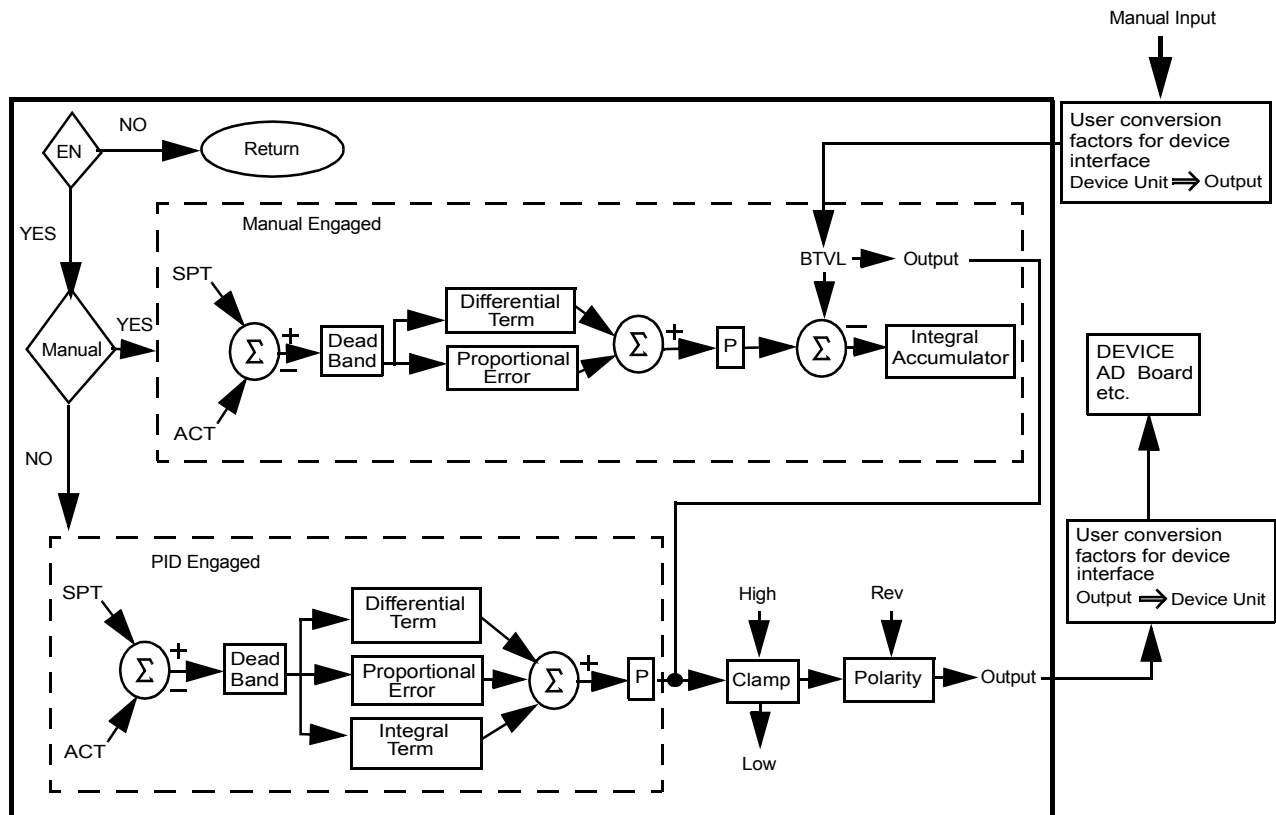 Manual Input
User conversion
factors for device
interface
Device Unit ⇒ Output
EN
NO
Return
YES
Manual Engaged
SPT
ACT
Σ
+
−
Dead
Band
Differential
Term
Proportional
Error
Σ
+
P
BTVL
Output
Σ
−
Integral
Accumulator
Manual
YES
NO
DEVICE
AD Board
etc.
PID Engaged
SPT
ACT
Σ
+
−
Dead
Band
Differential
Term
Proportional
Error
Integral
Term
Σ
+
P
High
Clamp
Low
Rev
Polarity
Output
User conversion
factors for device
interface
Output ⇒ Device Unit